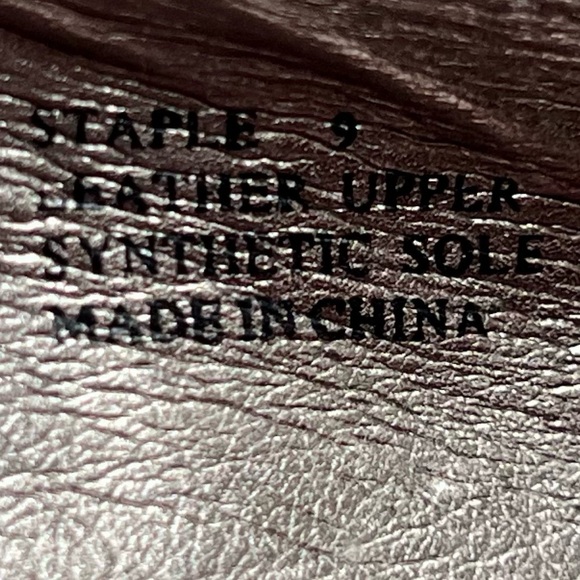 STAPLE 9
LEATHER UPPER
SYNTHETIC SOLE
MADE IN CHINA